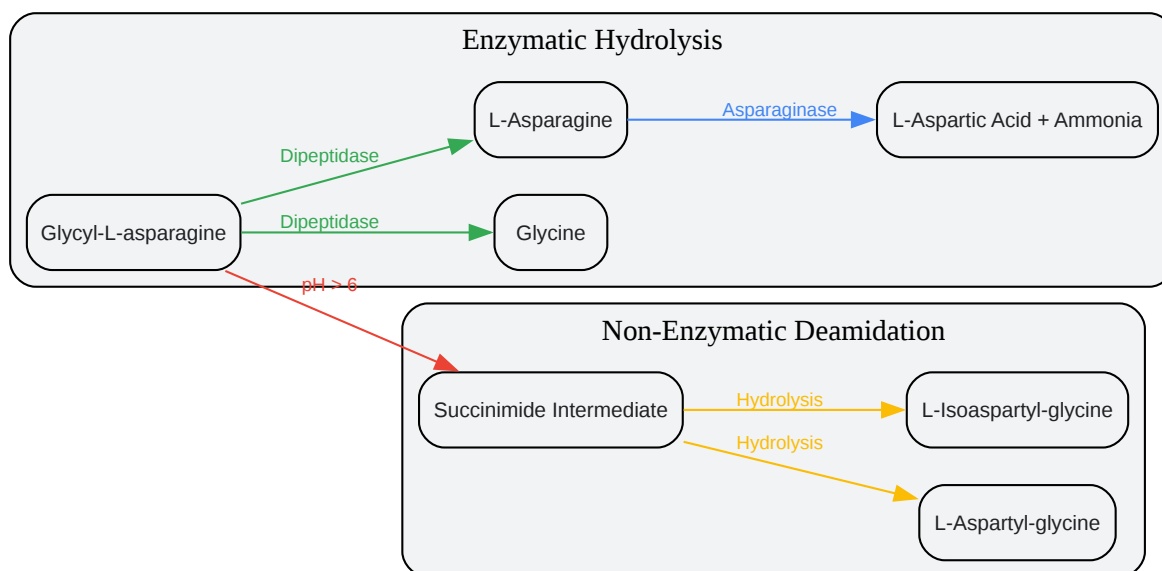 Enzymatic Hydrolysis
L-Asparagine
Asparaginase
L-Aspartic Acid + Ammonia
Dipeptidase
Glycyl-L-asparagine
Dipeptidase
Glycine
pH > 6
Non-Enzymatic Deamidation
Succinimide Intermediate
Hydrolysis
L-Isoaspartyl-glycine
Hydrolysis
L-Aspartyl-glycine